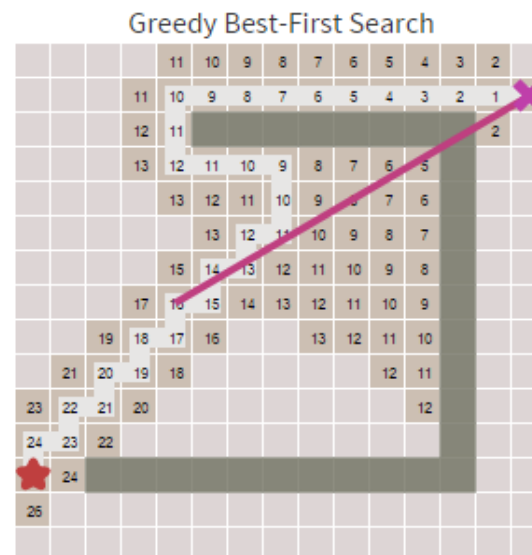 Greedy Best-First Search
11 10 9 8 7 6 5 4 3 2
11 10 9 8 7 6 5 4 3 2 1
12 11 2
13 12 11 10 9 8 7 6 5
13 12 11 10 9 8 7 6
13 12 11 10 9 8 7
15 14 13 12 11 10 9 8
17 16 15 14 13 12 11 10 9
19 18 17 16 13 12 11 10
21 20 19 18 12 11
23 22 21 20 12
24 23 22
24
26